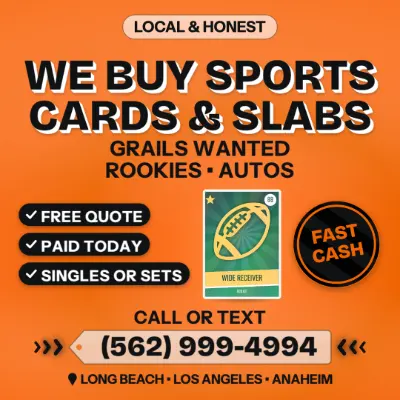 LOCAL & HONEST
WE BUY SPORTS
CARDS & SLABS
GRAILS WANTED
ROOKIES • AUTOS
FREE QUOTE
PAID TODAY
SINGLES OR SETS
88
WIDE RECEIVER
FAST
CASH
CALL OR TEXT
(562) 999-4994
LONG BEACH • LOS ANGELES • ANAHEIM